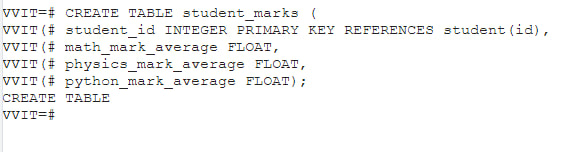 VVIT=# CREATE TABLE student_marks (
VVIT(# student_id INTEGER PRIMARY KEY REFERENCES student(id),
VVIT(# math_mark_average FLOAT,
VVIT(# physics_mark_average FLOAT,
VVIT(# python_mark_average FLOAT);
CREATE TABLE
VVIT=#